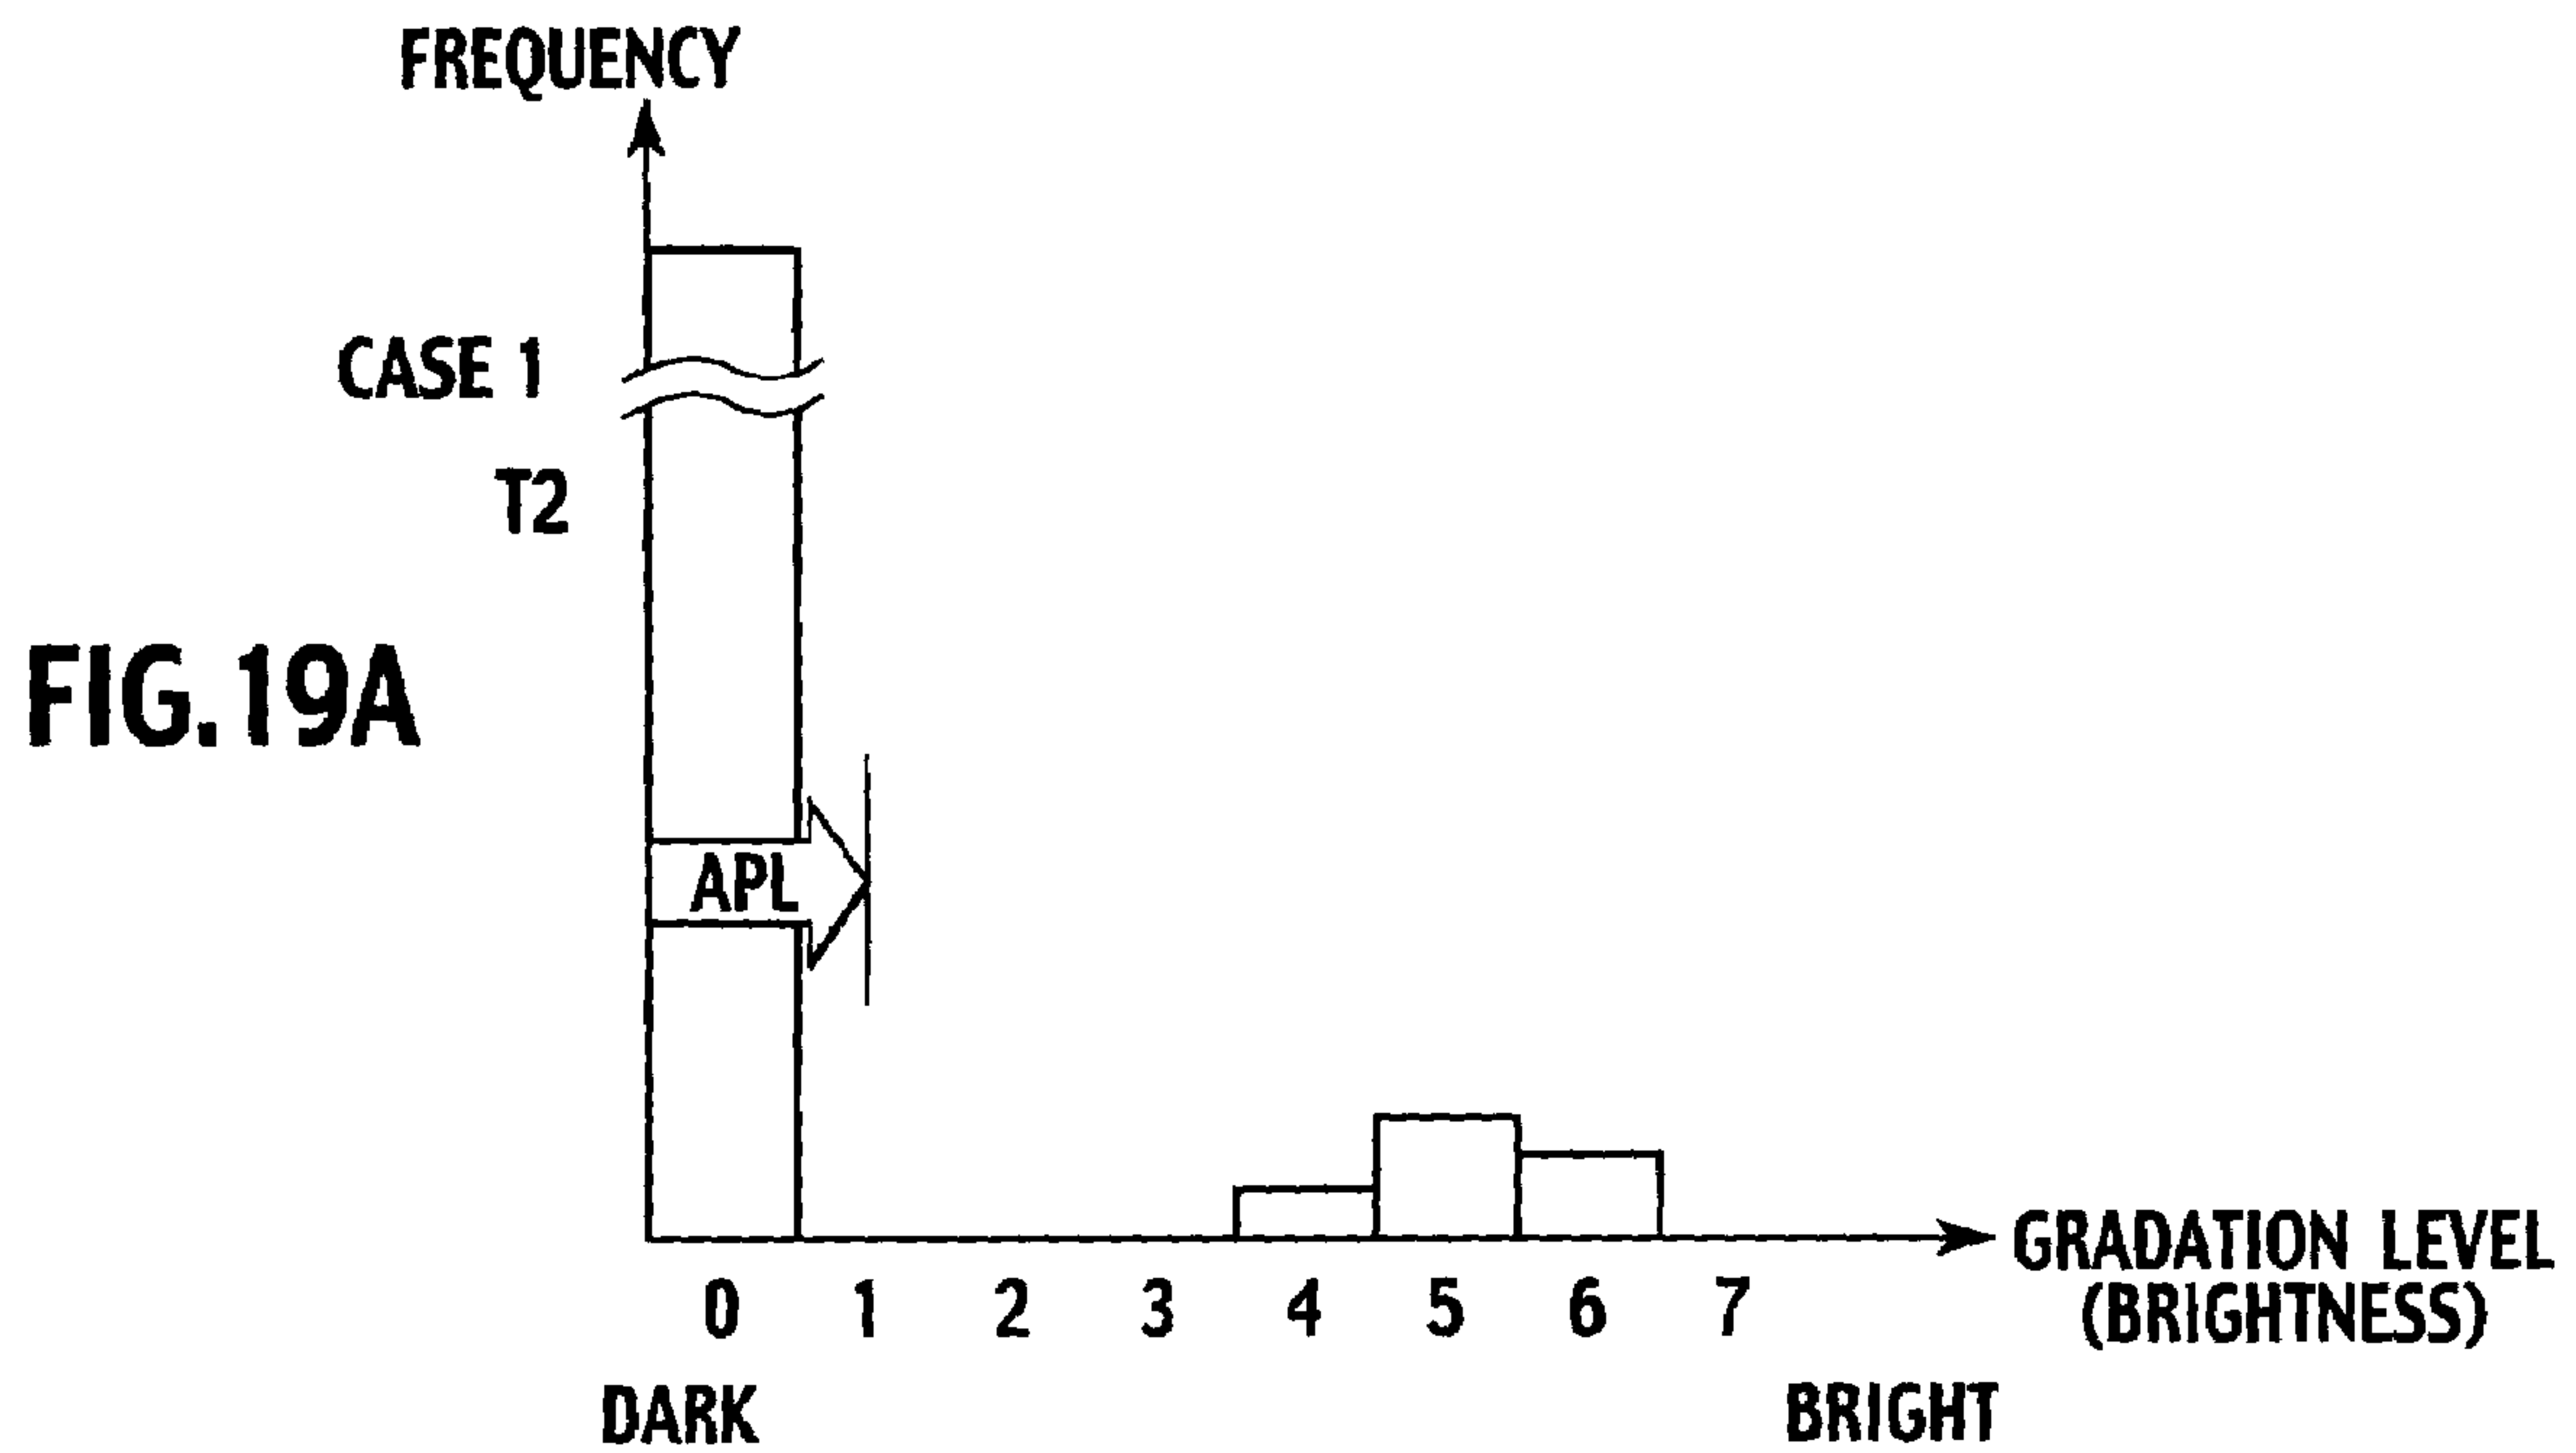 FREQUENCY
CASE 1
T2
FIG.19A
APL
GRADATION LEVEL
(BRIGHTNESS)
0 1 2 3 4 5 6 7
DARK BRIGHT